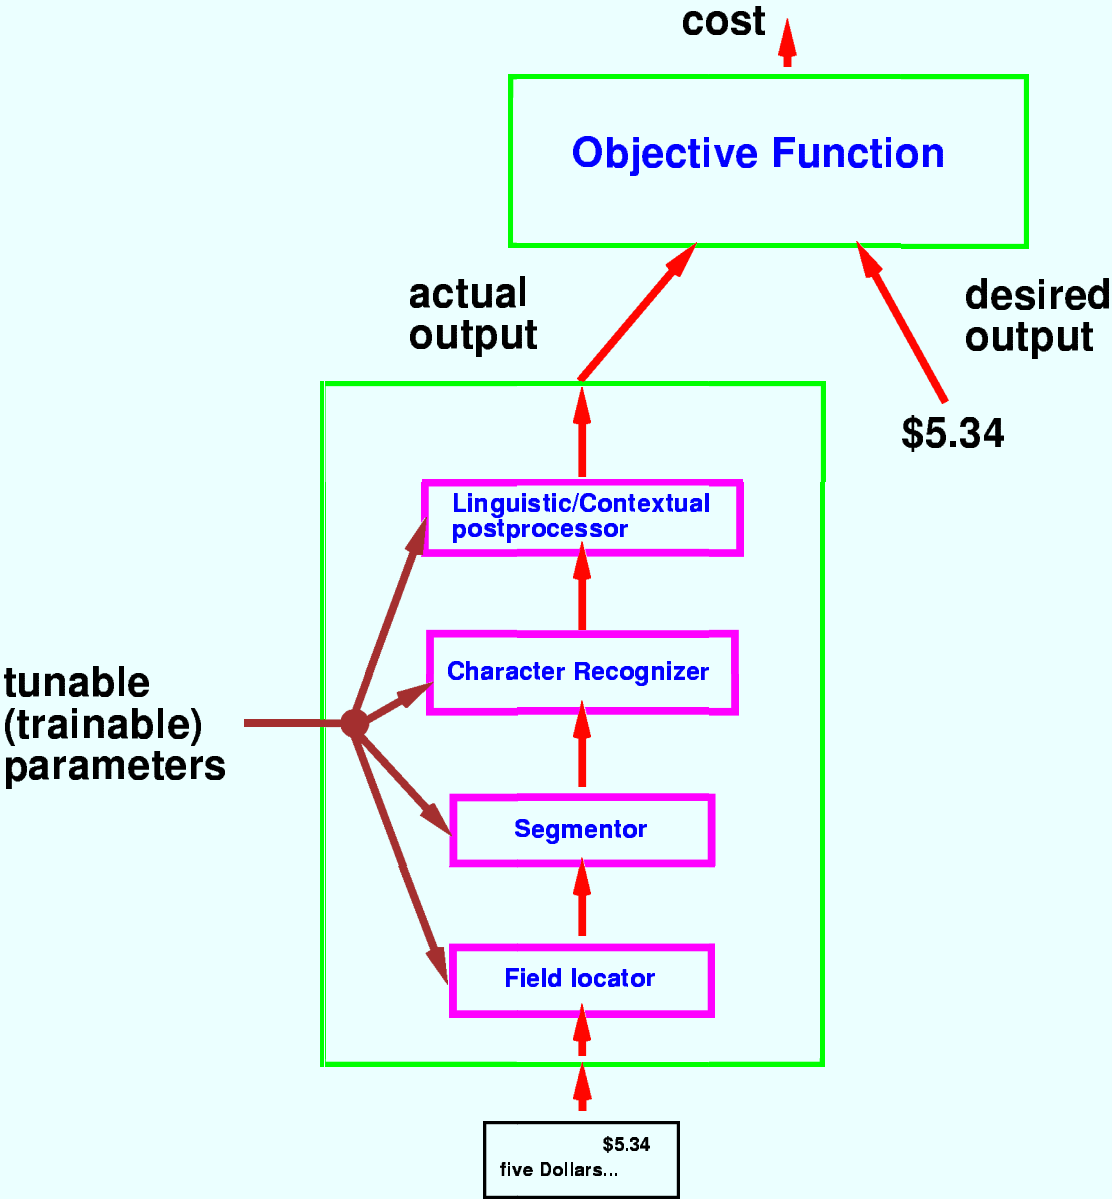 cost
Objective Function
actual
output
desired
output
$5.34
Linguistic/Contextual
postprocessor
Character Recognizer
tunable
(trainable)
parameters
Segmentor
Field locator
$5.34
five Dollars...